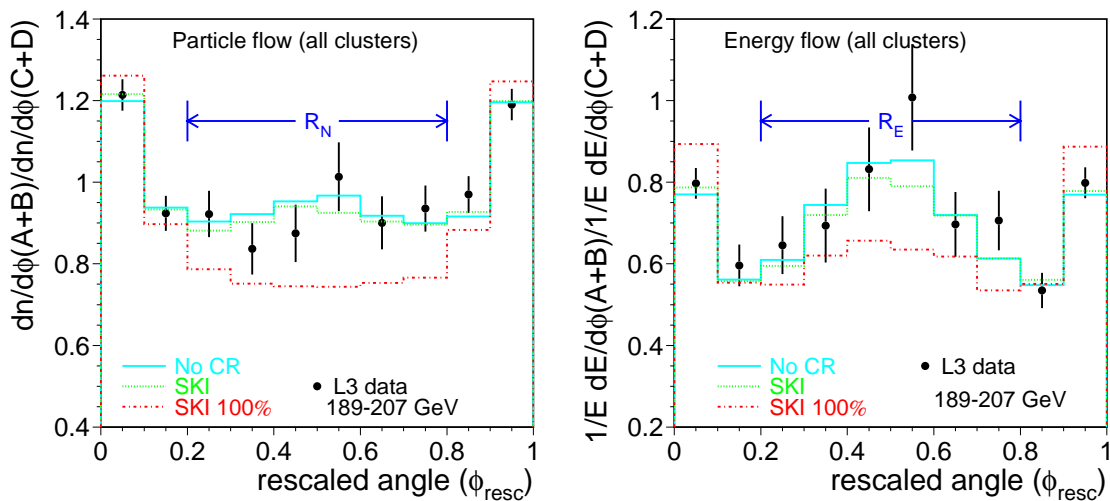 dn/dφ(A+B)/dn/dφ(C+D)
1.4
1.2
1
0.8
0.6
0.4
Particle flow (all clusters)
R_N
No CR
SKI
SKI 100%
L3 data
189-207 GeV
0 0.2 0.4 0.6 0.8 1
rescaled angle (φ_resc)
1/E dE/dφ(A+B)/1/E dE/dφ(C+D)
1.2
1
0.8
0.6
0.4
0.2
Energy flow (all clusters)
R_E
No CR
SKI
SKI 100%
L3 data
189-207 GeV
0 0.2 0.4 0.6 0.8 1
rescaled angle (φ_resc)